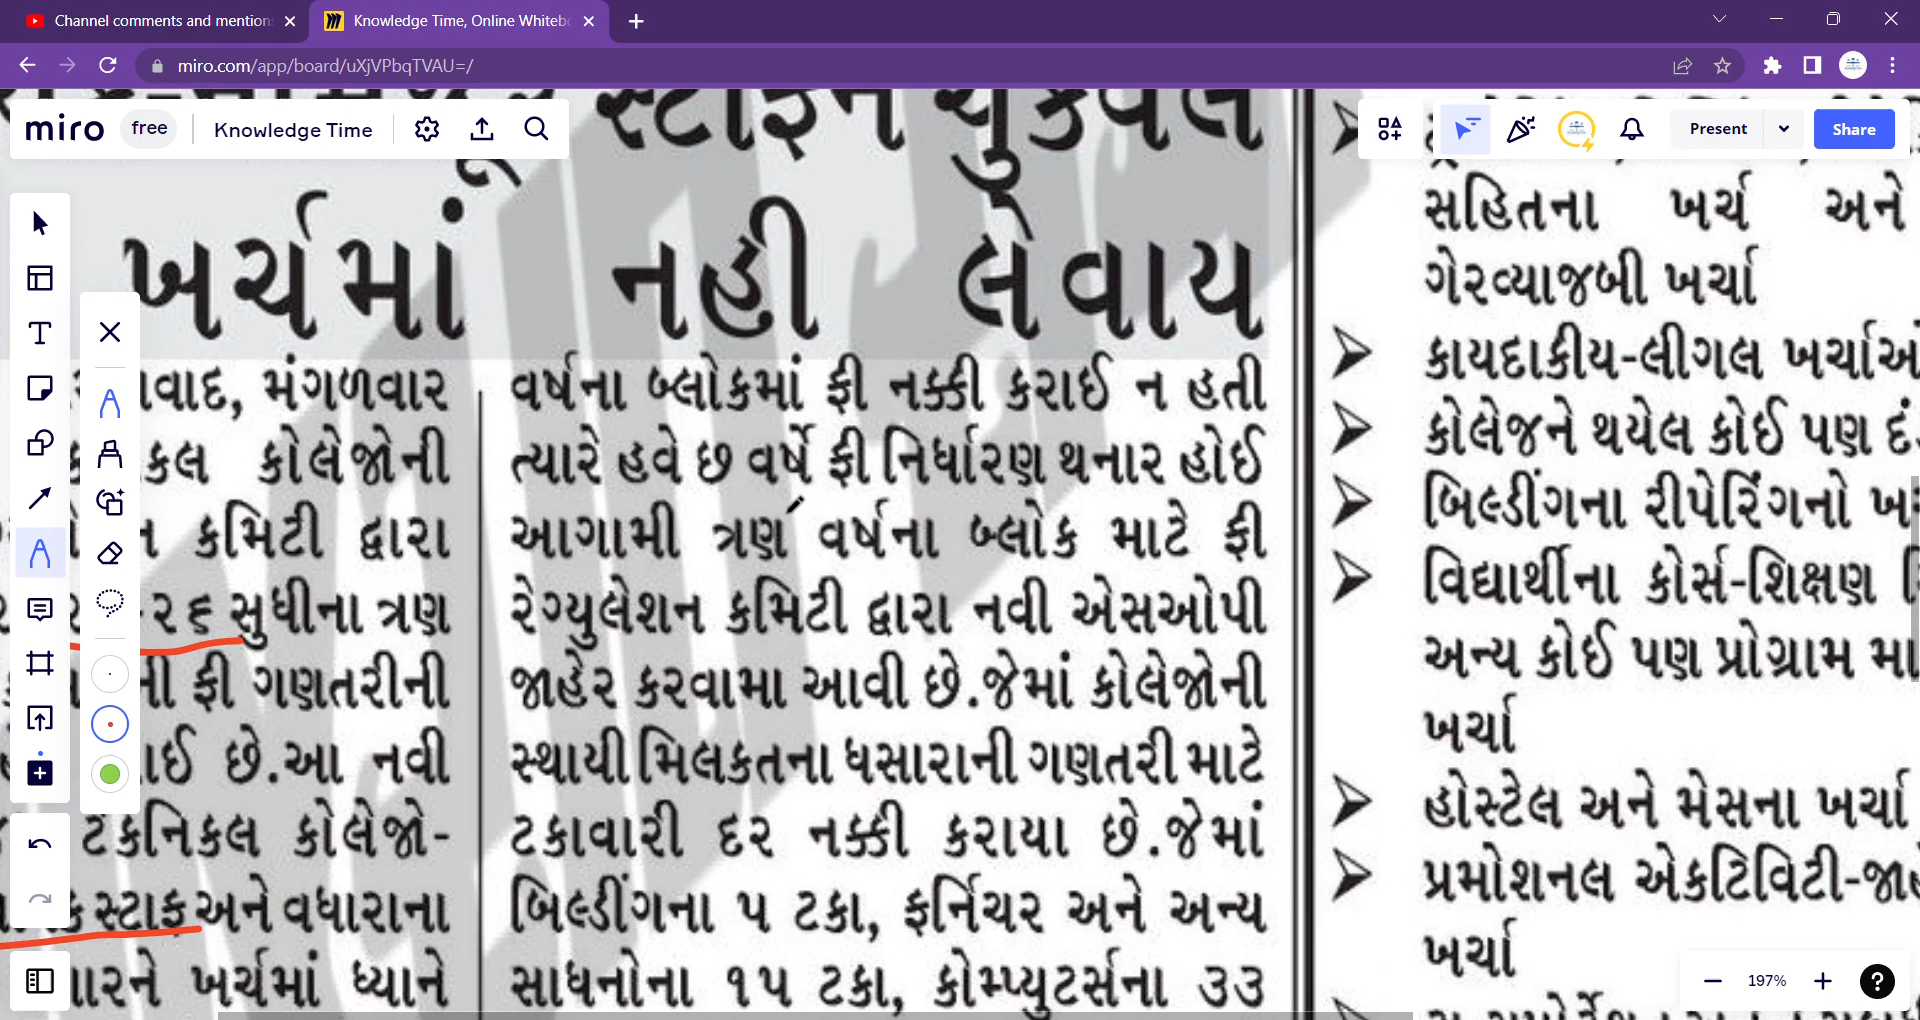 Channel comments and mention
Knowledge Time, Online Whitebo
miro.com/app/board/uXjVPbqTVAU=/
miro free Knowledge Time
Present
Share
સ્ટાફને ચુકવેલ
ખર્ચમાં નહી લેવાય
મંગળવાર
કોલેજોની
કમિટી દ્વારા
સુધીના ત્રણ
ફી ગણતરીની
છે.આ નવી
ટેકનિકલ કોલેજો-
સ્ટાફ અને વધારાના
ખર્ચમાં ધ્યાને
વર્ષના બ્લોકમાં ફી નક્કી કરાઈ ન હતી
ત્યારે હવે છ વર્ષે ફી નિર્ધારણ થનાર હોઈ
આગામી ત્રણ વર્ષના બ્લોક માટે ફી
રેગ્યુલેશન કમિટી દ્વારા નવી એસઓપી
જાહેર કરવામા આવી છે.જેમાં કોલેજોની
સ્થાયી મિલકતના ઘસારાની ગણતરી માટે
ટકાવારી દર નક્કી કરાયા છે.જેમાં
બિલ્ડીંગના ૫ ટકા, ફર્નિચર અને અન્ય
સાધનોના ૧૫ ટકા, કોમ્પ્યુટર્સના ૩૩
સહિતના ખર્ચ અને
ગેરવ્યાજબી ખર્ચા
➤ કાયદાકીય-લીગલ
➤ કોલેજને થયેલ કોઈ પણ
➤ બિલ્ડીંગના રીપેરિંગનો
➤ વિદ્યાર્થીના કોર્સ-શિક્ષણ
અન્ય કોઈ પણ પ્રોગ્રામ
ખર્ચા
➤ હોસ્ટેલ અને મેસના ખર્ચા
➤ પ્રમોશનલ એક્ટિવિટી-
ખર્ચા
197%